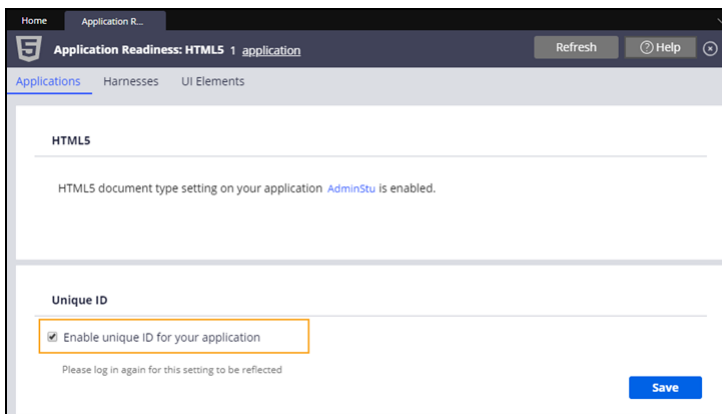 Home Application R...
Application Readiness: HTML5 1 application Refresh ? Help
Applications Harnesses UI Elements
HTML5
HTML5 document type setting on your application AdminStu is enabled.
Unique ID
Enable unique ID for your application
Please log in again for this setting to be reflected
Save